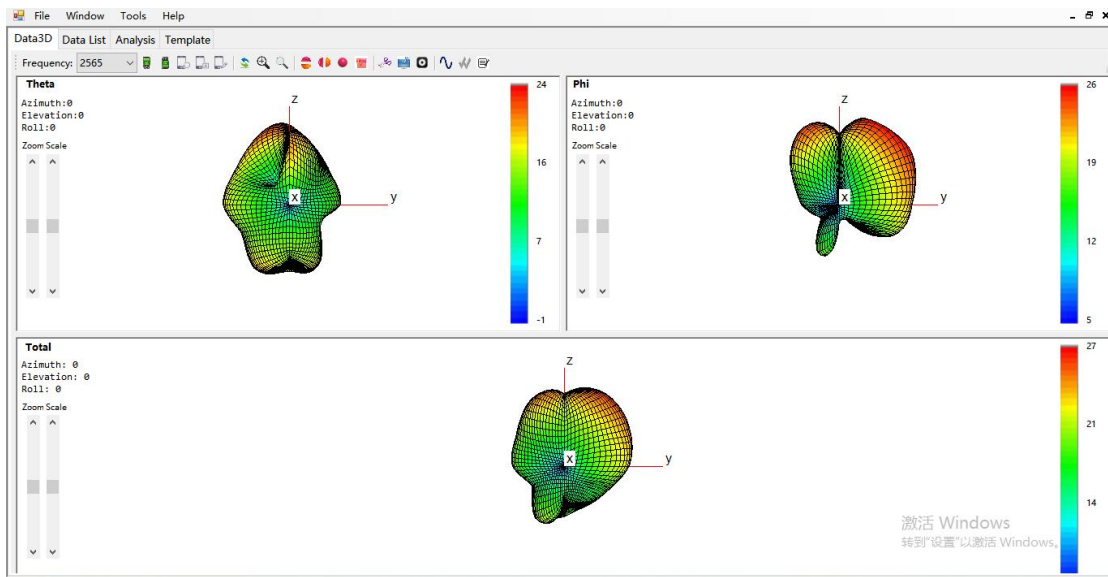 File Window Tools Help
Data3D Data List Analysis Template
Frequency: 2565
Theta
Azimuth:0
Elevation:0
Roll:0
Zoom Scale
z
x
y
24
16
7
-1
Phi
Azimuth:0
Elevation:0
Roll:0
Zoom Scale
z
x
y
26
19
12
5
Total
Azimuth: 0
Elevation: 0
Roll: 0
Zoom Scale
z
x
y
27
21
14
激活 Windows
转到"设置"以激活 Windows。